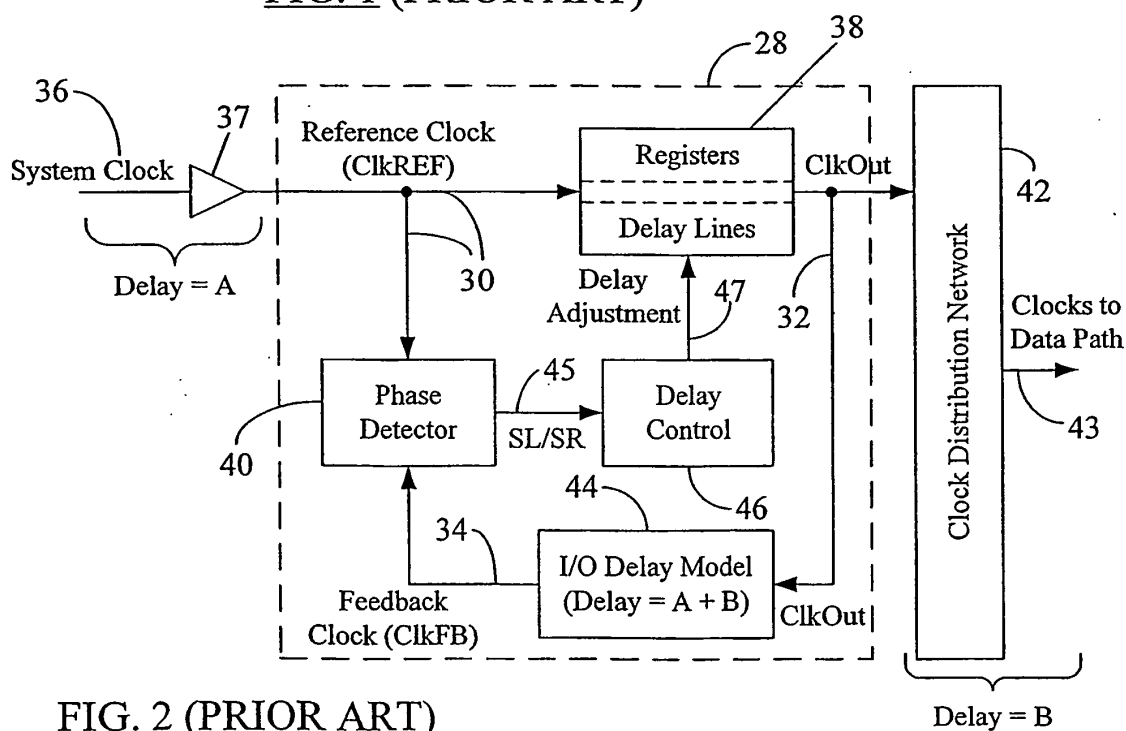 FIG. 1 (PRIOR ART)
28
38
36
37
System Clock
Reference Clock
(ClkREF)
Registers
Delay Lines
ClkOut
42
Delay = A
30
Delay
Adjustment
47
32
Clock Distribution Network
Clocks to
Data Path
43
Phase
Detector
45
SL/SR
Delay
Control
40
44
46
34
I/O Delay Model
(Delay = A + B)
Feedback
Clock (ClkFB)
ClkOut
FIG. 2 (PRIOR ART)
Delay = B